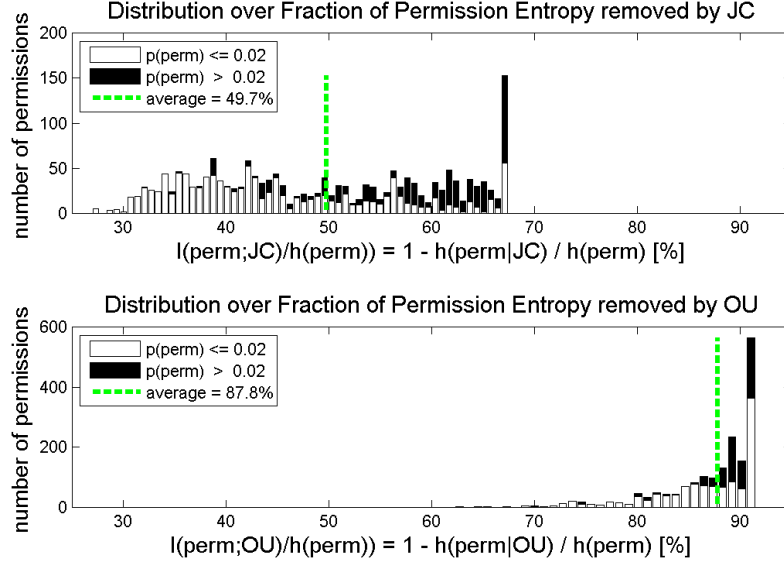 Distribution over Fraction of Permission Entropy removed by JC
number of permissions
200
150
100
50
0
p(perm) <= 0.02
p(perm) > 0.02
average = 49.7%
30 40 50 60 70 80 90
I(perm;JC)/h(perm)) = 1 - h(perm|JC) / h(perm) [%]
Distribution over Fraction of Permission Entropy removed by OU
number of permissions
600
400
200
0
p(perm) <= 0.02
p(perm) > 0.02
average = 87.8%
30 40 50 60 70 80 90
I(perm;OU)/h(perm)) = 1 - h(perm|OU) / h(perm) [%]